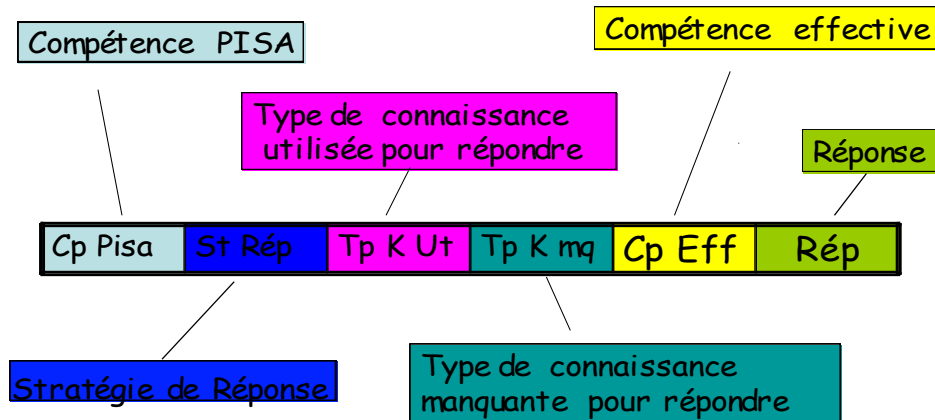 Compétence PISA
Compétence effective
Type de connaissance
utilisée pour répondre
Réponse
Cp Pisa St Rép Tp K Ut Tp K mq Cp Eff Rép
Stratégie de Réponse
Type de connaissance
manquante pour répondre